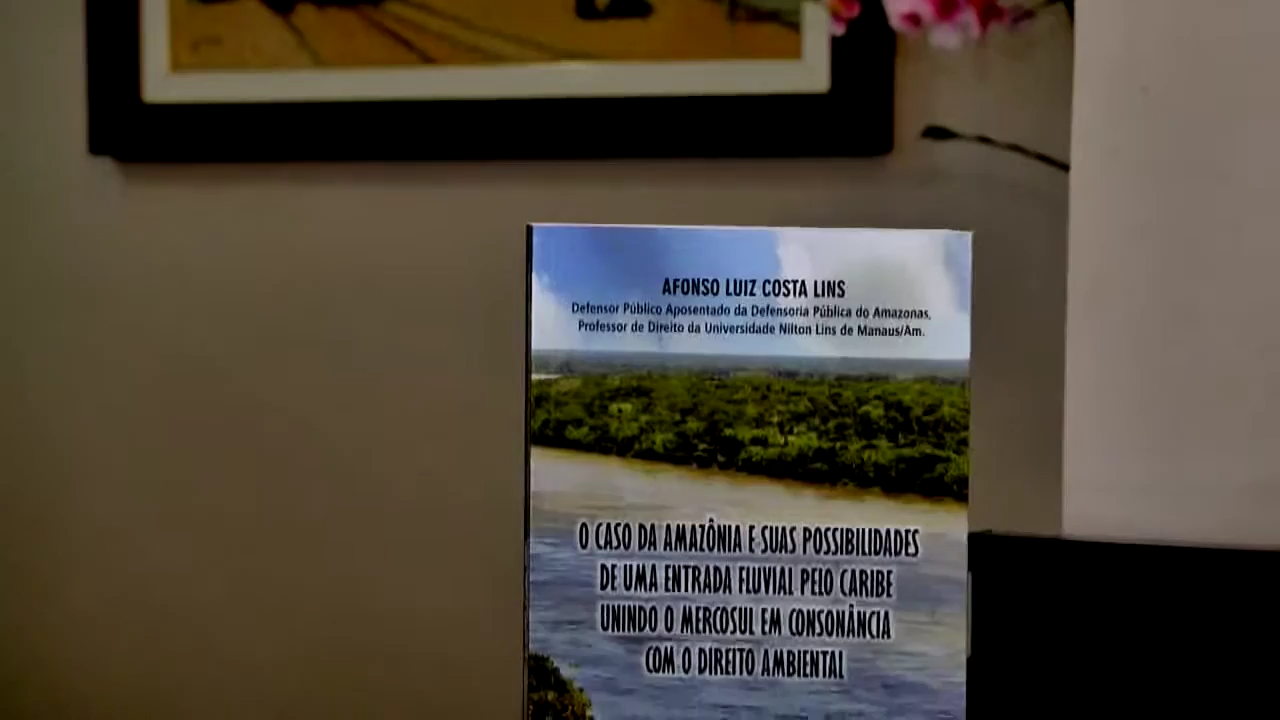 AFONSO LUIZ COSTA LINS
Defensor Público Aposentado da Defensoria Pública do Amazonas,
Professor de Direito da Universidade Nilton Lins de Manaus/Am.
O CASO DA AMAZÔNIA E SUAS POSSIBILIDADES
DE UMA ENTRADA FLUVIAL PELO CARIBE
UNINDO O MERCOSUL EM CONSONÂNCIA
COM O DIREITO AMBIENTAL